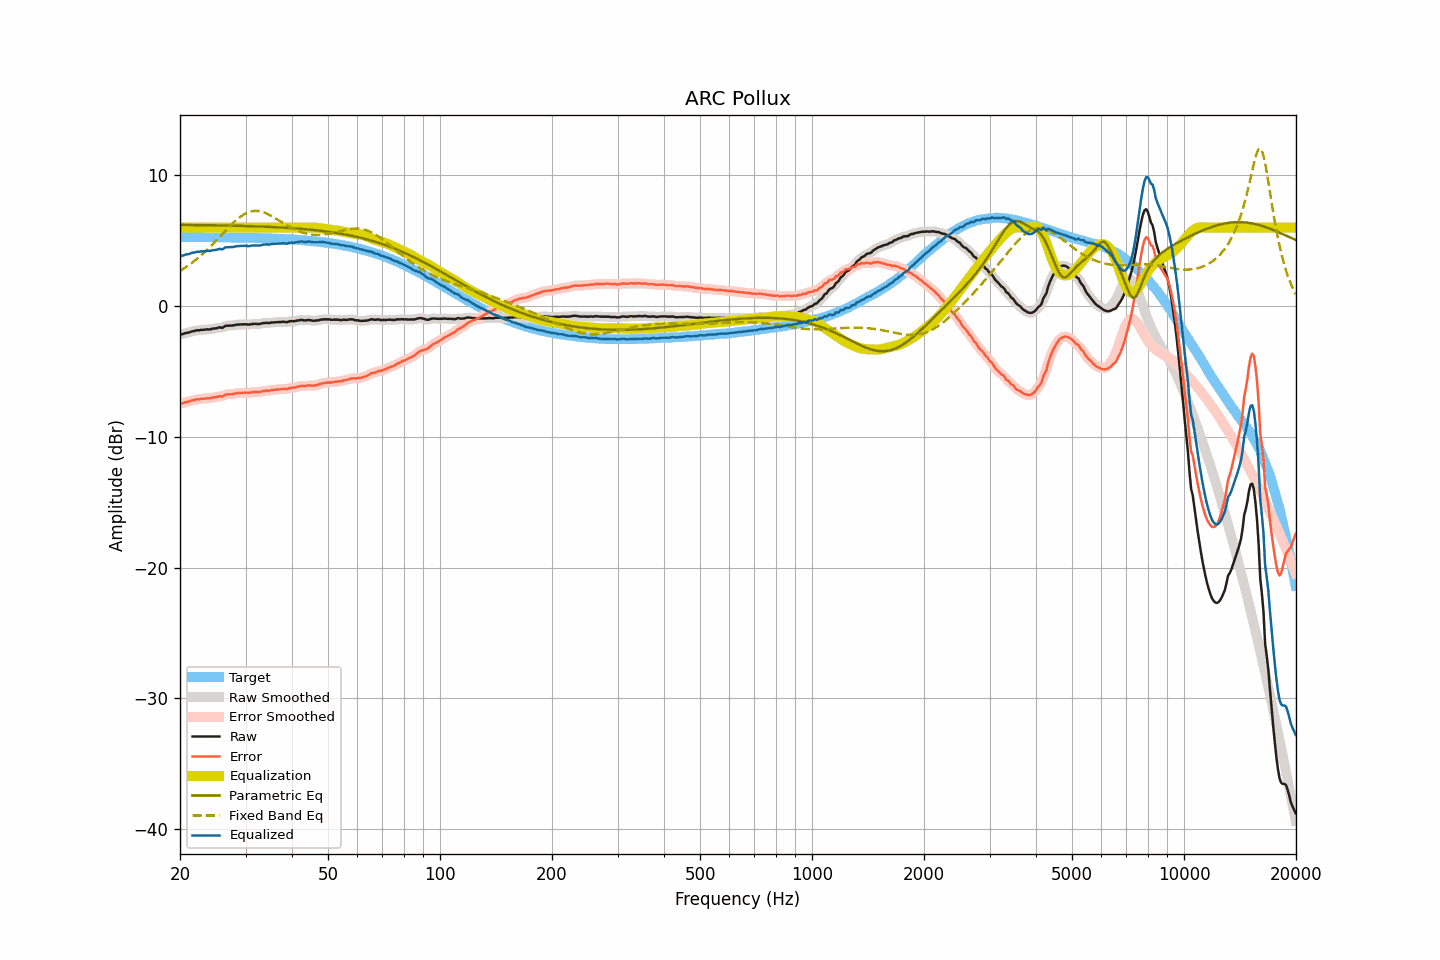 ARC Pollux
10
0
−10
−20
−30
−40
Amplitude (dBr)
Target
Raw Smoothed
Error Smoothed
Raw
Error
Equalization
Parametric Eq
Fixed Band Eq
Equalized
20 50 100 200 500 1000 2000 5000 10000 20000
Frequency (Hz)